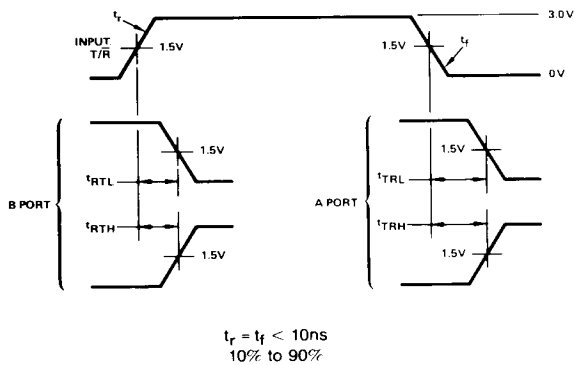 tr
INPUT
T/R̅
1.5V
1.5V
tf
3.0V
0V
B PORT
1.5V
tRTL
tRTH
1.5V
A PORT
1.5V
tTRL
tTRH
1.5V
tr = tf < 10ns
10% to 90%